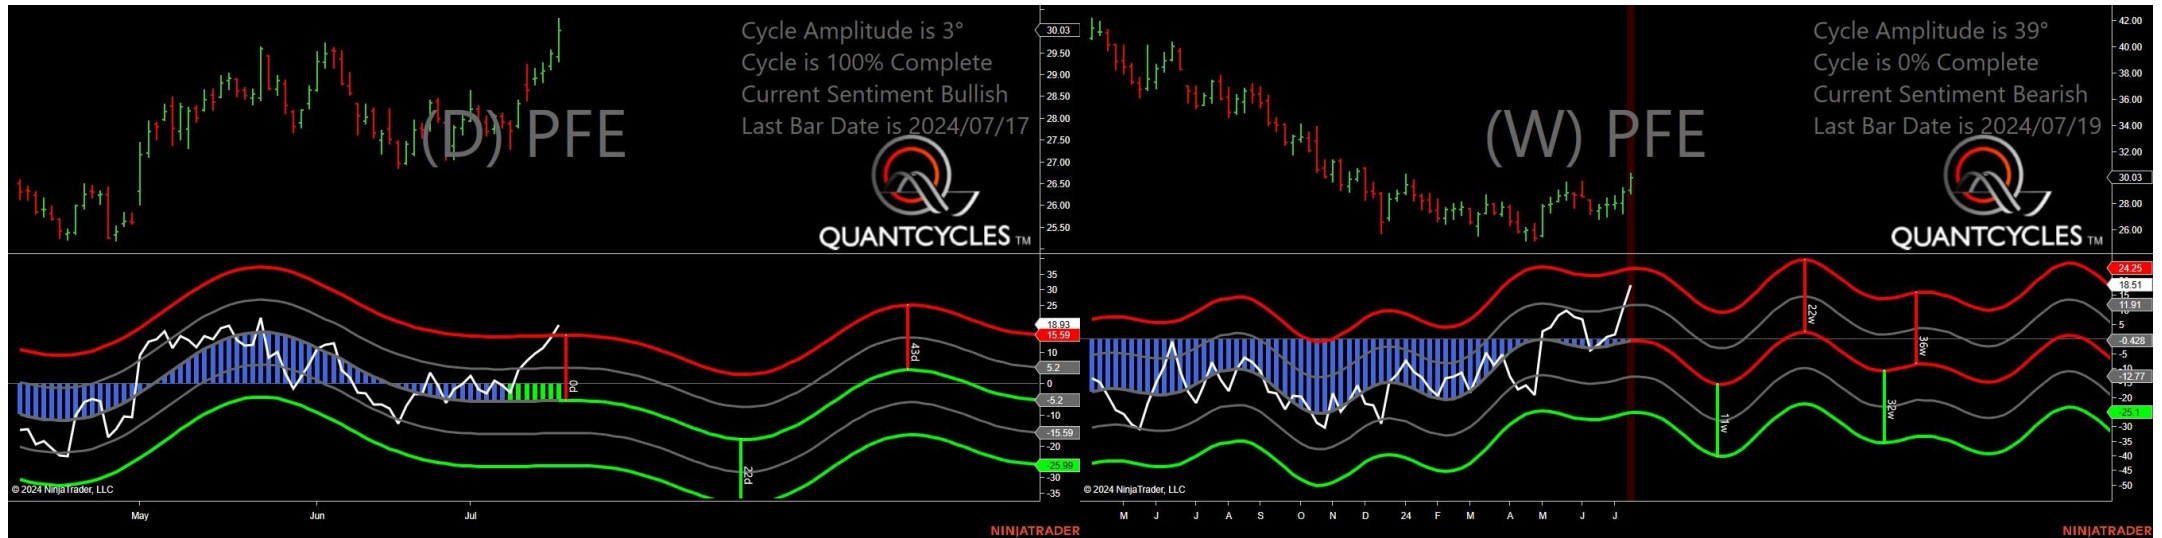 Cycle Amplitude is 3°
Cycle is 100% Complete
Current Sentiment Bullish
Last Bar Date is 2024/07/17
(D) PFE
QUANTCYCLES TM
30.03
29.50
29.00
28.50
28.00
27.50
27.00
26.50
26.00
25.50
35
30
25
18.93
15.59
10
5.2
0
-5.2
-10
-15.59
-20
-25.99
-30
-35
0d
22d
43d
© 2024 NinjaTrader, LLC
May Jun Jul
NINJATRADER
Cycle Amplitude is 39°
Cycle is 0% Complete
Current Sentiment Bearish
Last Bar Date is 2024/07/19
(W) PFE
QUANTCYCLES TM
42.00
40.00
38.00
36.00
34.00
32.00
30.03
28.00
26.00
24.25
18.51
15
11.91
5
-0.428
-5
-12.77
-20
-25.1
-30
-35
-40
-45
-50
11w
22w
32w
36w
© 2024 NinjaTrader, LLC
M J J A S O N D 24 F M A M J J
NINJATRADER